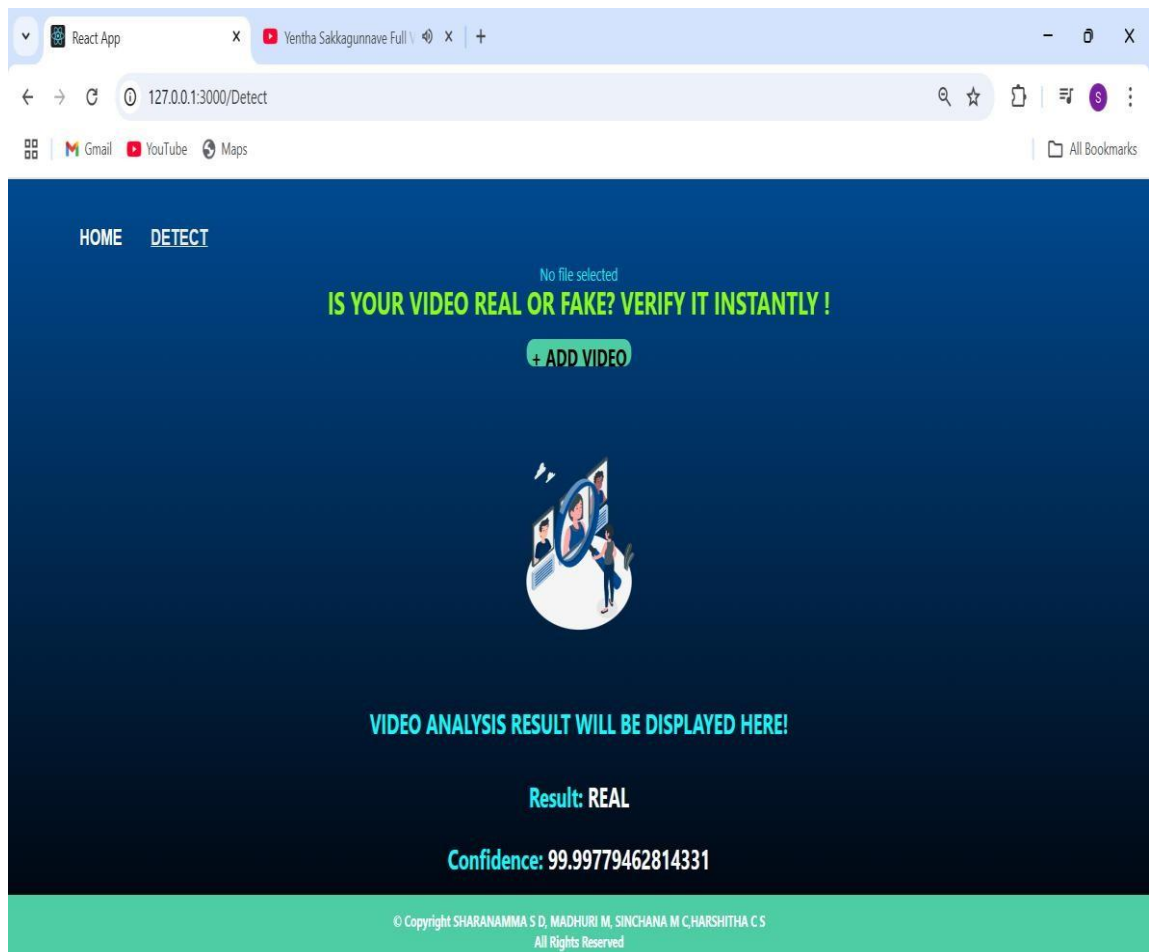 React App
Yentha Sakkagunnave Full V
127.0.0.1:3000/Detect
S
Gmail YouTube Maps All Bookmarks
HOME DETECT
No file selected
IS YOUR VIDEO REAL OR FAKE? VERIFY IT INSTANTLY !
+ ADD VIDEO
VIDEO ANALYSIS RESULT WILL BE DISPLAYED HERE!
Result: REAL
Confidence: 99.99779462814331
© Copyright SHARANAMMA S D, MADHURI M, SINCHANA M C,HARSHITHA C S
All Rights Reserved